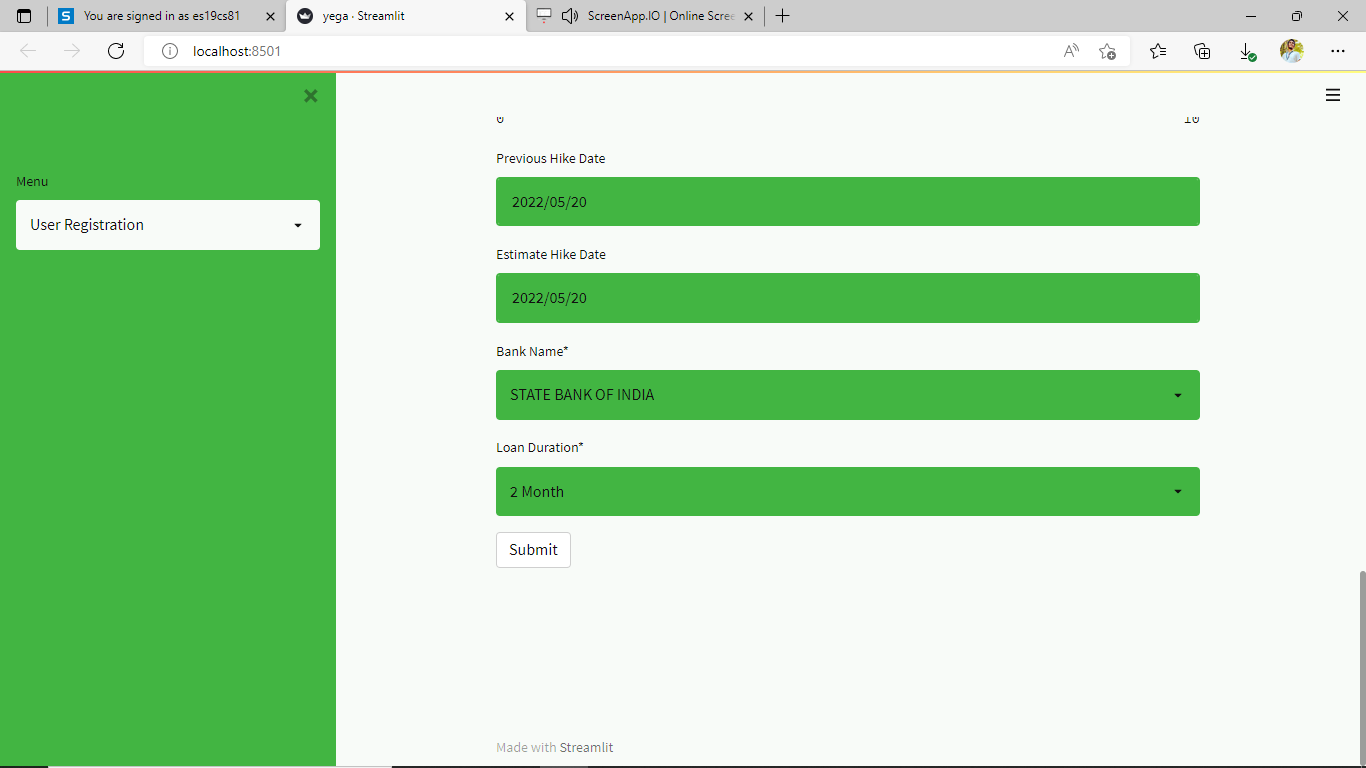 You are signed in as es19cs81
yega · Streamlit
ScreenApp.IO | Online Scree
localhost:8501
0 10
Menu
User Registration
Previous Hike Date
2022/05/20
Estimate Hike Date
2022/05/20
Bank Name*
STATE BANK OF INDIA
Loan Duration*
2 Month
Submit
Made with Streamlit